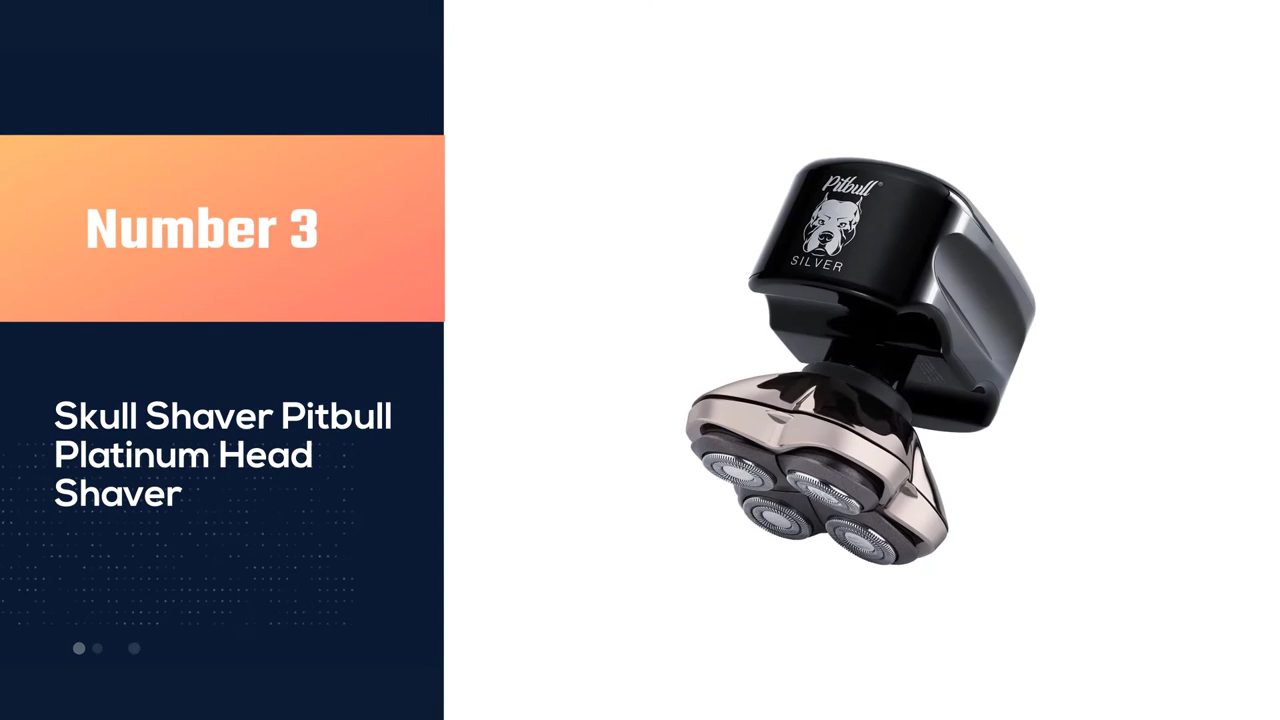 Number 3
Skull Shaver Pitbull
Platinum Head
Shaver
Pitbull®
SILVER